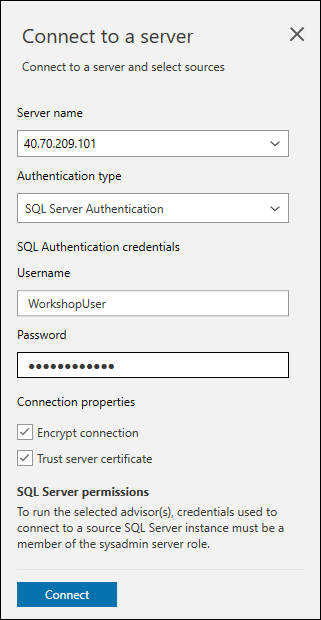 Connect to a server
Connect to a server and select sources
Server name
40.70.209.101
Authentication type
SQL Server Authentication
SQL Authentication credentials
Username
WorkshopUser
Password
●●●●●●●●●●●●
Connection properties
Encrypt connection
Trust server certificate
SQL Server permissions
To run the selected advisor(s), credentials used to
connect to a source SQL Server instance must be a
member of the sysadmin server role.
Connect